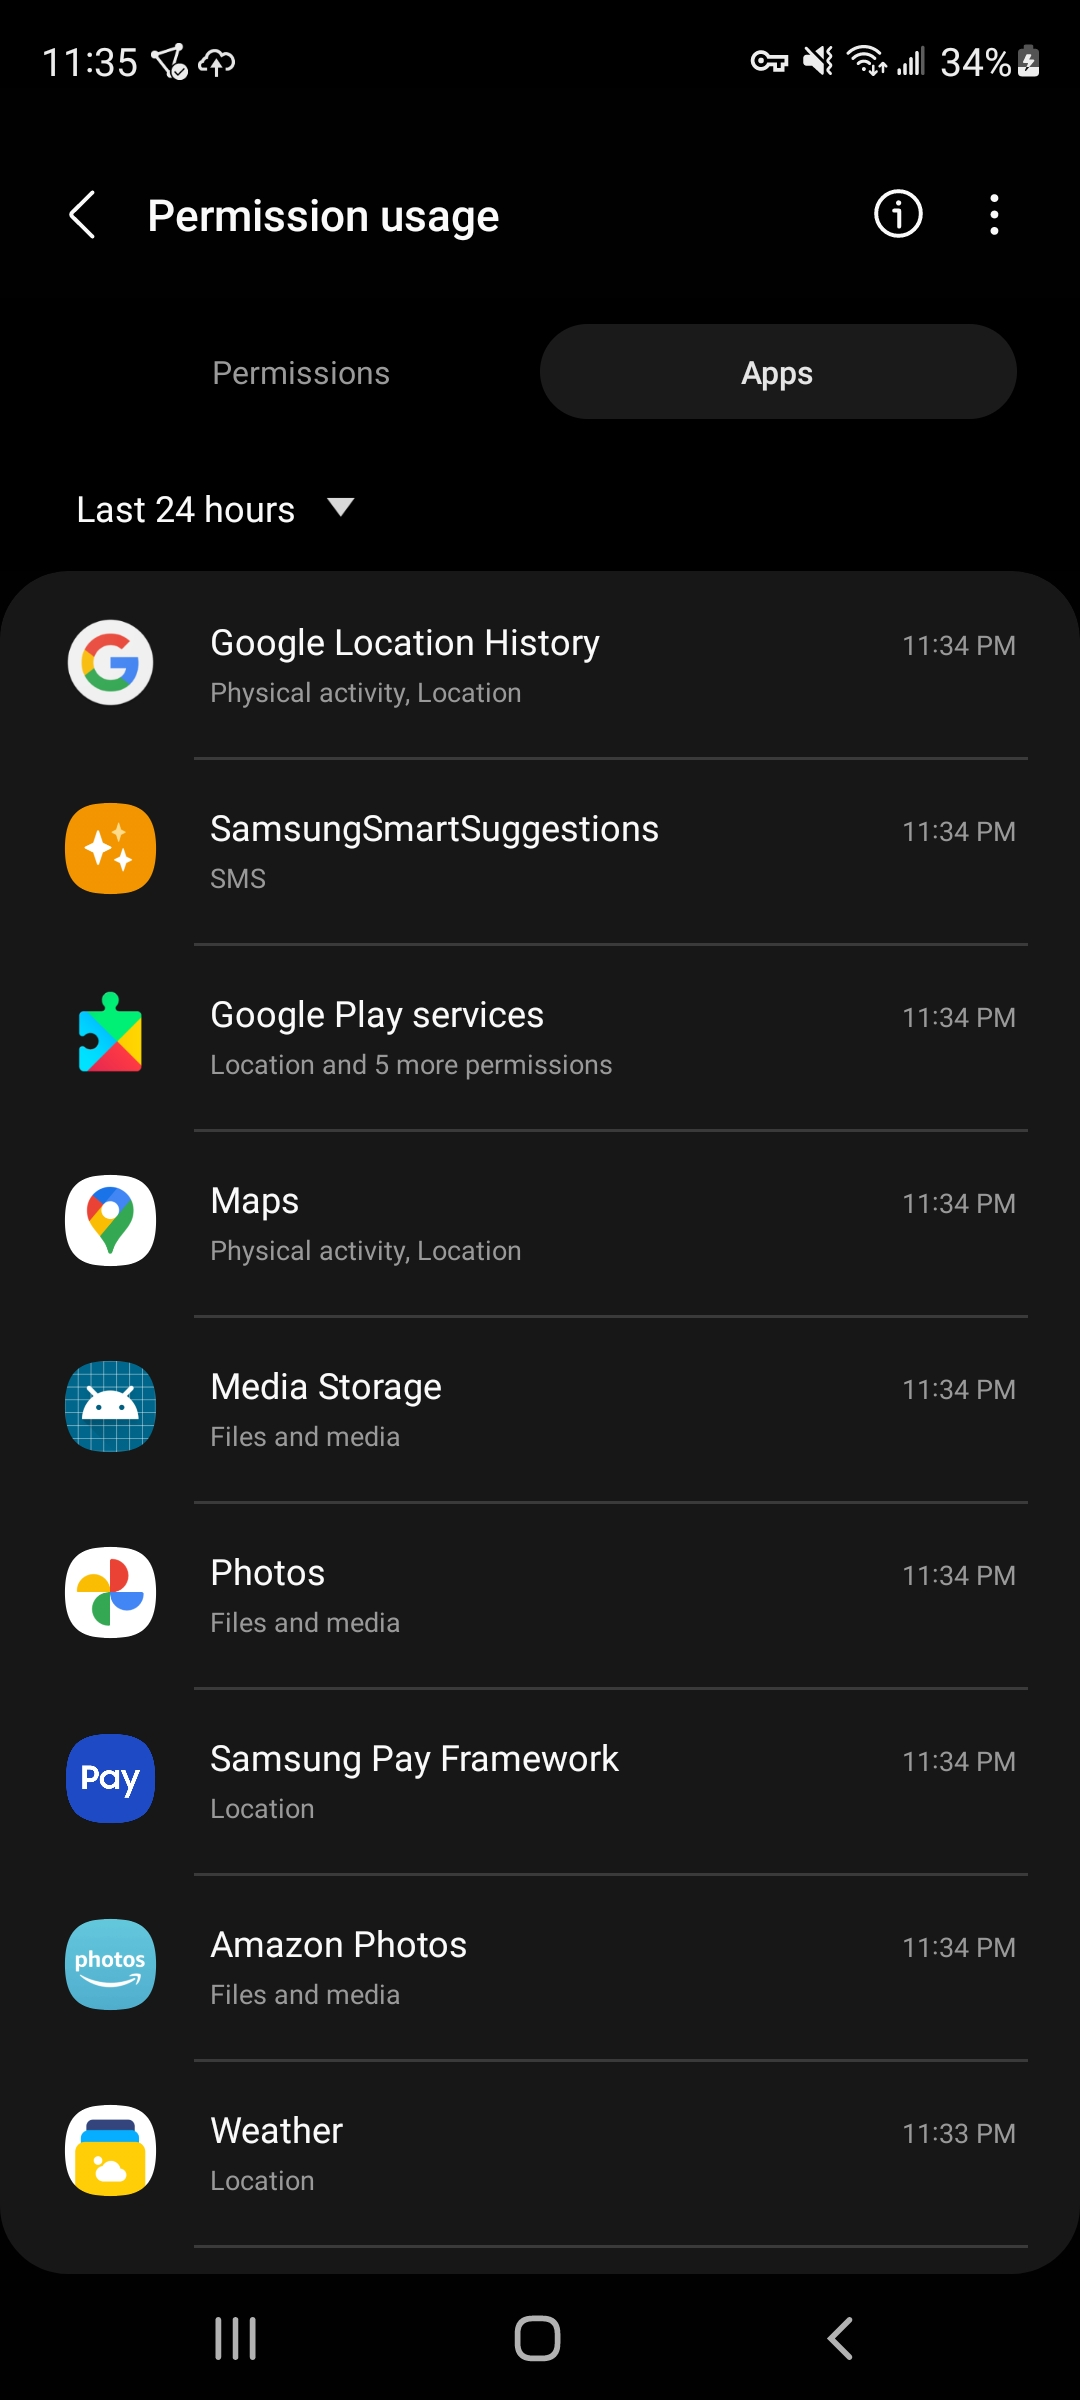 11:35 34%
Permission usage
Permissions Apps
Last 24 hours
Google Location History 11:34 PM
Physical activity, Location
SamsungSmartSuggestions 11:34 PM
SMS
Google Play services 11:34 PM
Location and 5 more permissions
Maps 11:34 PM
Physical activity, Location
Media Storage 11:34 PM
Files and media
Photos 11:34 PM
Files and media
Pay Samsung Pay Framework 11:34 PM
Location
photos Amazon Photos 11:34 PM
Files and media
Weather 11:33 PM
Location